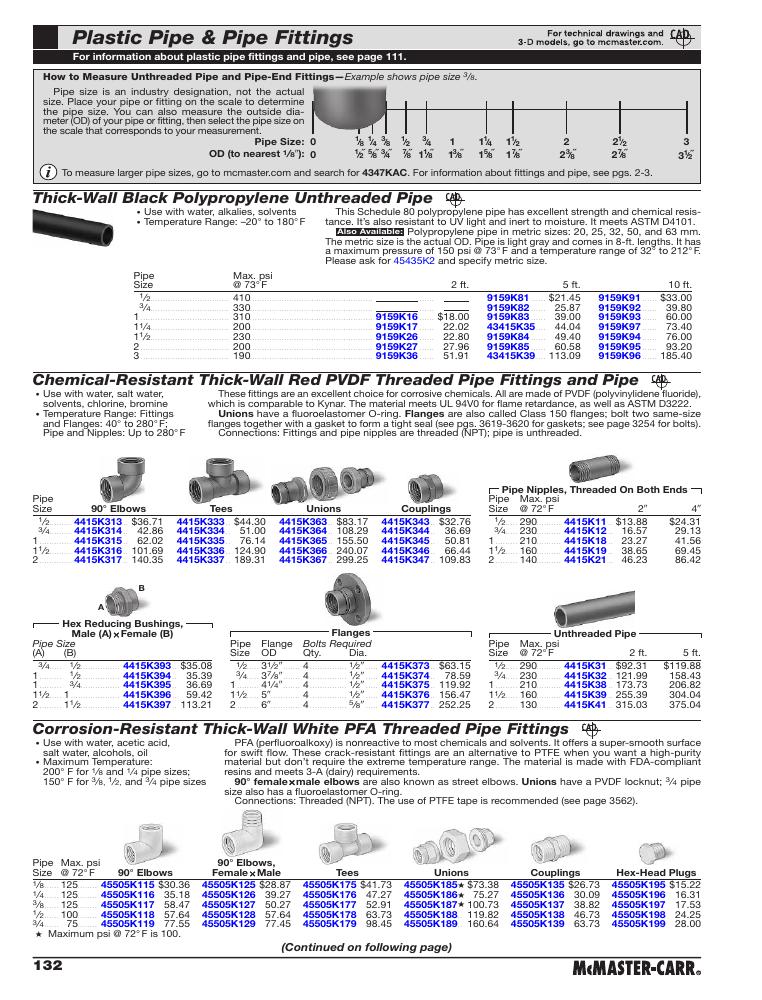 Plastic Pipe & Pipe Fittings
For technical drawings and
3-D models, go to mcmaster.com.
CAD
For information about plastic pipe fittings and pipe, see page 111.
How to Measure Unthreaded Pipe and Pipe-End Fittings—Example shows pipe size 3/8.
Pipe size is an industry designation, not the actual
size. Place your pipe or fitting on the scale to determine
the pipe size. You can also measure the outside dia-
meter (OD) of your pipe or fitting, then select the pipe size on
the scale that corresponds to your measurement.
Pipe Size: 0 1/8 1/4 3/8 1/2 3/4 1 1 1/4 1 1/2 2 2 1/2 3
OD (to nearest 1/8"): 0 1/2" 5/8" 3/4" 7/8" 1 1/8" 1 3/8" 1 5/8" 1 7/8" 2 3/8" 2 7/8" 3 1/2"
i To measure larger pipe sizes, go to mcmaster.com and search for 4347KAC. For information about fittings and pipe, see pgs. 2-3.
Thick-Wall Black Polypropylene Unthreaded Pipe CAD
• Use with water, alkalies, solvents
• Temperature Range: –20° to 180°F
This Schedule 80 polypropylene pipe has excellent strength and chemical resis-
tance. It's also resistant to UV light and inert to moisture. It meets ASTM D4101.
Also Available: Polypropylene pipe in metric sizes: 20, 25, 32, 50, and 63 mm.
The metric size is the actual OD. Pipe is light gray and comes in 8-ft. lengths. It has
a maximum pressure of 150 psi @ 73°F and a temperature range of 32° to 212°F.
Please ask for 45435K2 and specify metric size.
Pipe Max. psi
Size @ 73°F 2 ft. 5 ft. 10 ft.
1/2 410 9159K81 $21.45 9159K91 $33.00
3/4 330 9159K82 25.87 9159K92 39.80
1 310 9159K16 $18.00 9159K83 39.00 9159K93 60.00
1 1/4 200 9159K17 22.02 43415K35 44.04 9159K97 73.40
1 1/2 230 9159K26 22.80 9159K84 49.40 9159K94 76.00
2 200 9159K27 27.96 9159K85 60.58 9159K95 93.20
3 190 9159K36 51.91 43415K39 113.09 9159K96 185.40
Chemical-Resistant Thick-Wall Red PVDF Threaded Pipe Fittings and Pipe CAD
• Use with water, salt water,
solvents, chlorine, bromine
• Temperature Range: Fittings
and Flanges: 40° to 280°F;
Pipe and Nipples: Up to 280°F
These fittings are an excellent choice for corrosive chemicals. All are made of PVDF (polyvinylidene fluoride),
which is comparable to Kynar. The material meets UL 94V0 for flame retardance, as well as ASTM D3222.
Unions have a fluoroelastomer O-ring. Flanges are also called Class 150 flanges; bolt two same-size
flanges together with a gasket to form a tight seal (see pgs. 3619-3620 for gaskets; see page 3254 for bolts).
Connections: Fittings and pipe nipples are threaded (NPT); pipe is unthreaded.
Pipe
Size 90° Elbows Tees Unions Couplings
1/2 4415K313 $36.71 4415K333 $44.30 4415K363 $83.17 4415K343 $32.76
3/4 4415K314 42.86 4415K334 51.00 4415K364 108.29 4415K344 36.69
1 4415K315 62.02 4415K335 76.14 4415K365 155.50 4415K345 50.81
1 1/2 4415K316 101.69 4415K336 124.90 4415K366 240.07 4415K346 66.44
2 4415K317 140.35 4415K337 189.31 4415K367 299.25 4415K347 109.83
Pipe Nipples, Threaded On Both Ends
Pipe Max. psi
Size @ 72°F 2" 4"
1/2 290 4415K11 $13.88 $24.31
3/4 230 4415K12 16.57 29.13
1 210 4415K18 23.27 41.56
1 1/2 160 4415K19 38.65 69.45
2 140 4415K21 46.23 86.42
A B
Hex Reducing Bushings,
Male (A) x Female (B)
Pipe Size
(A) (B)
3/4 1/2 4415K393 $35.08
1 1/2 4415K394 35.39
1 3/4 4415K395 36.69
1 1/2 1 4415K396 59.42
2 1 1/2 4415K397 113.21
Flanges
Pipe Flange Bolts Required
Size OD Qty. Dia.
1/2 3 1/2" 4 1/2" 4415K373 $63.15
3/4 3 7/8" 4 1/2" 4415K374 78.59
1 4 1/4" 4 1/2" 4415K375 119.92
1 1/2 5" 4 1/2" 4415K376 156.47
2 6" 4 5/8" 4415K377 252.25
Unthreaded Pipe
Pipe Max. psi
Size @ 72°F 2 ft. 5 ft.
1/2 290 4415K31 $92.31 $119.88
3/4 230 4415K32 121.99 158.43
1 210 4415K38 173.73 206.82
1 1/2 160 4415K39 255.39 304.04
2 130 4415K41 315.03 375.04
Corrosion-Resistant Thick-Wall White PFA Threaded Pipe Fittings CAD
• Use with water, acetic acid,
salt water, alcohols, oil
• Maximum Temperature:
200°F for 1/8 and 1/4 pipe sizes;
150°F for 3/8, 1/2, and 3/4 pipe sizes
PFA (perfluoroalkoxy) is nonreactive to most chemicals and solvents. It offers a super-smooth surface
for swift flow. These crack-resistant fittings are an alternative to PTFE when you want a high-purity
material but don't require the extreme temperature range. The material is made with FDA-compliant
resins and meets 3-A (dairy) requirements.
90° female x male elbows are also known as street elbows. Unions have a PVDF locknut; 3/4 pipe
size also has a fluoroelastomer O-ring.
Connections: Threaded (NPT). The use of PTFE tape is recommended (see page 3562).
90° Elbows,
Pipe Max. psi
Size @ 72°F 90° Elbows Female x Male Tees Unions Couplings Hex-Head Plugs
1/8 125 45505K115 $30.36 45505K125 $28.87 45505K175 $41.73 45505K185★ $73.38 45505K135 $26.73 45505K195 $15.22
1/4 125 45505K116 35.18 45505K126 39.27 45505K176 47.27 45505K186★ 75.27 45505K136 30.09 45505K196 16.31
3/8 125 45505K117 58.47 45505K127 50.27 45505K177 52.91 45505K187★ 100.73 45505K137 38.82 45505K197 17.53
1/2 100 45505K118 57.64 45505K128 57.64 45505K178 63.73 45505K188 119.82 45505K138 46.73 45505K198 24.25
3/4 75 45505K119 77.55 45505K129 77.45 45505K179 98.45 45505K189 160.64 45505K139 63.73 45505K199 28.00
★ Maximum psi @ 72°F is 100.
(Continued on following page)
132
McMASTER-CARR®